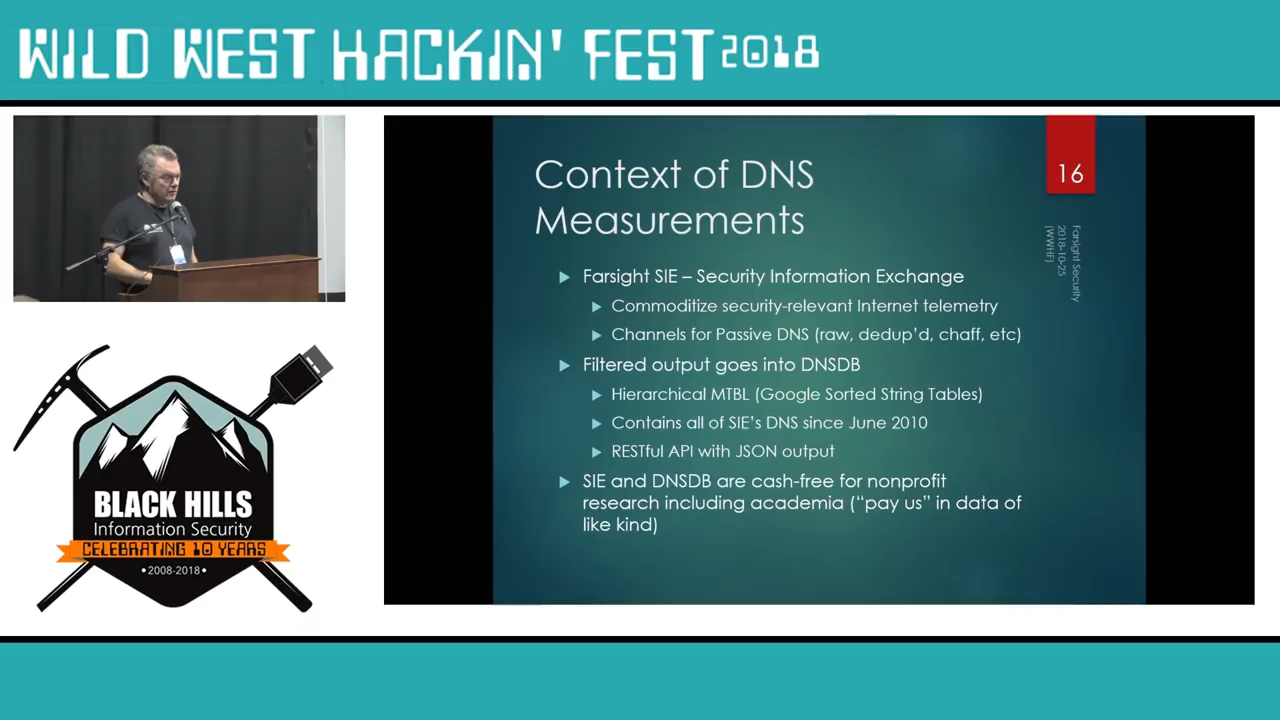 WILD WEST HACKIN' FEST 2018
Context of DNS
Measurements
16
Farsight Security
2018-10-25
(WWHF)
Farsight SIE – Security Information Exchange
Commoditize security-relevant Internet telemetry
Channels for Passive DNS (raw, dedup'd, chaff, etc)
Filtered output goes into DNSDB
Hierarchical MTBL (Google Sorted String Tables)
Contains all of SIE's DNS since June 2010
RESTful API with JSON output
SIE and DNSDB are cash-free for nonprofit
research including academia (“pay us” in data of
like kind)
BLACK HILLS
Information Security
CELEBRATING 10 YEARS
•2008-2018•